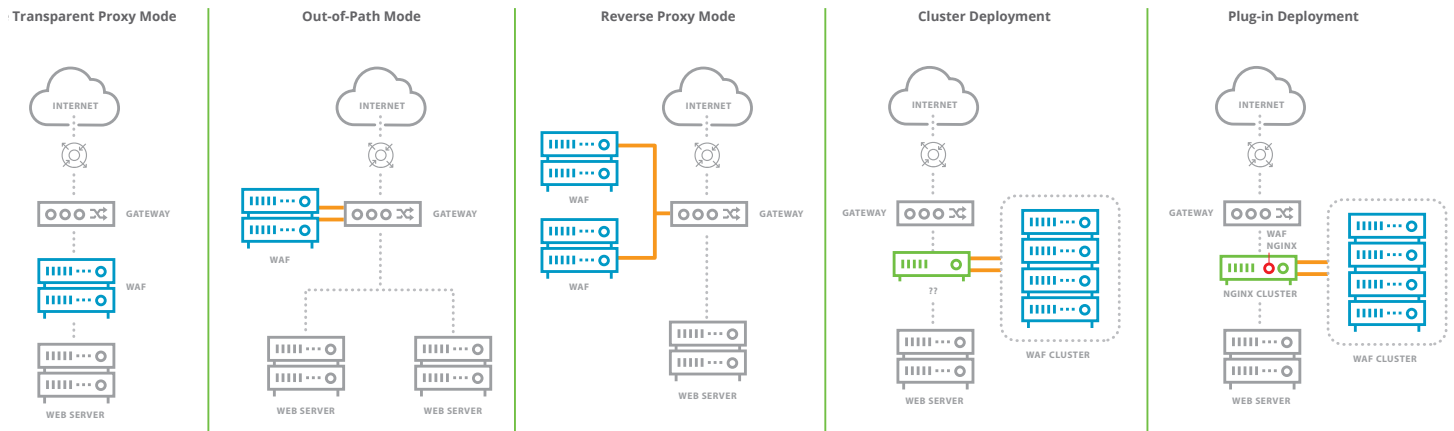 Transparent Proxy Mode
INTERNET
GATEWAY
WAF
WEB SERVER
Out-of-Path Mode
INTERNET
GATEWAY
WAF
WEB SERVER
WEB SERVER
Reverse Proxy Mode
INTERNET
WAF
GATEWAY
WAF
WEB SERVER
Cluster Deployment
INTERNET
GATEWAY
??
WAF CLUSTER
WEB SERVER
Plug-in Deployment
INTERNET
GATEWAY
WAF
NGINX
NGINX CLUSTER
WAF CLUSTER
WEB SERVER